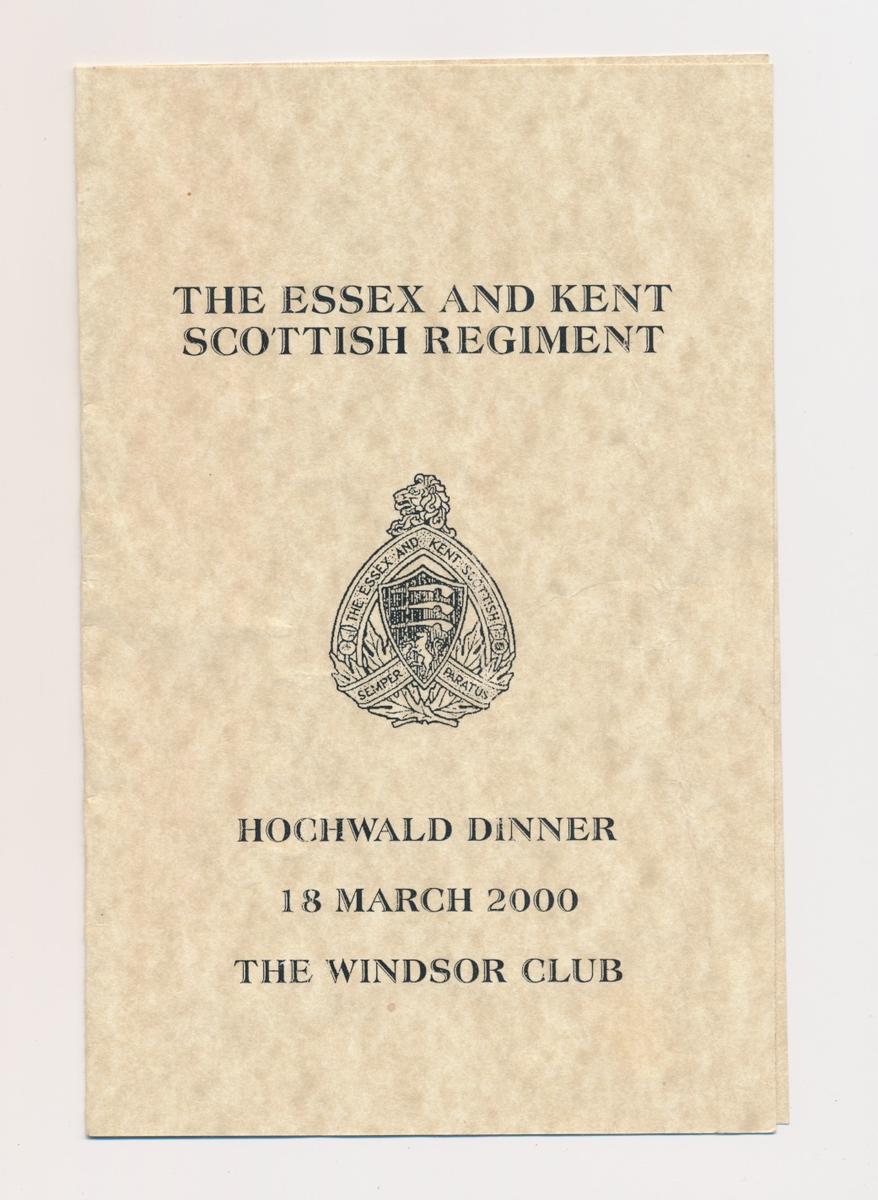 THE ESSEX AND KENT
SCOTTISH REGIMENT
THE ESSEX AND KENT SCOTTISH
SEMPER PARATUS
HOCHWALD DINNER
18 MARCH 2000
THE WINDSOR CLUB